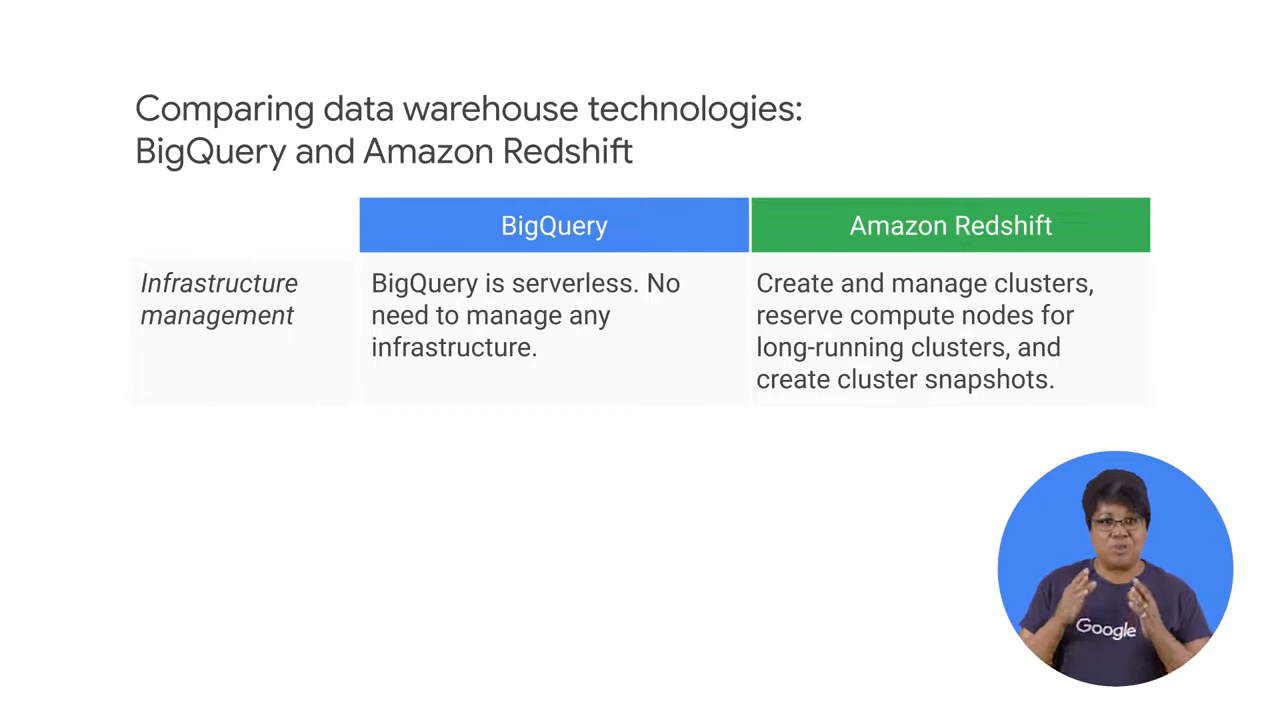 Comparing data warehouse technologies:
BigQuery and Amazon Redshift
BigQuery
Amazon Redshift
Infrastructure
management
BigQuery is serverless. No
need to manage any
infrastructure.
Create and manage clusters,
reserve compute nodes for
long-running clusters, and
create cluster snapshots.
Google